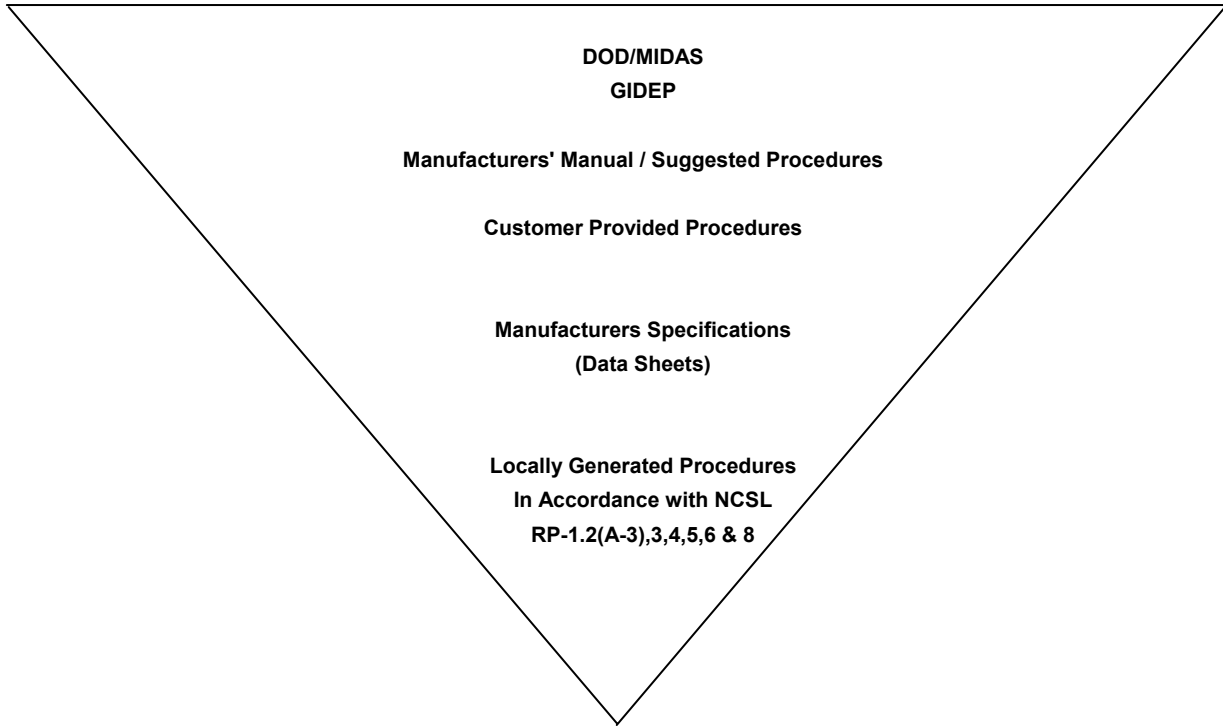 DOD/MIDAS
GIDEP
Manufacturers' Manual / Suggested Procedures
Customer Provided Procedures
Manufacturers Specifications
(Data Sheets)
Locally Generated Procedures
In Accordance with NCSL
RP-1.2(A-3),3,4,5,6 & 8